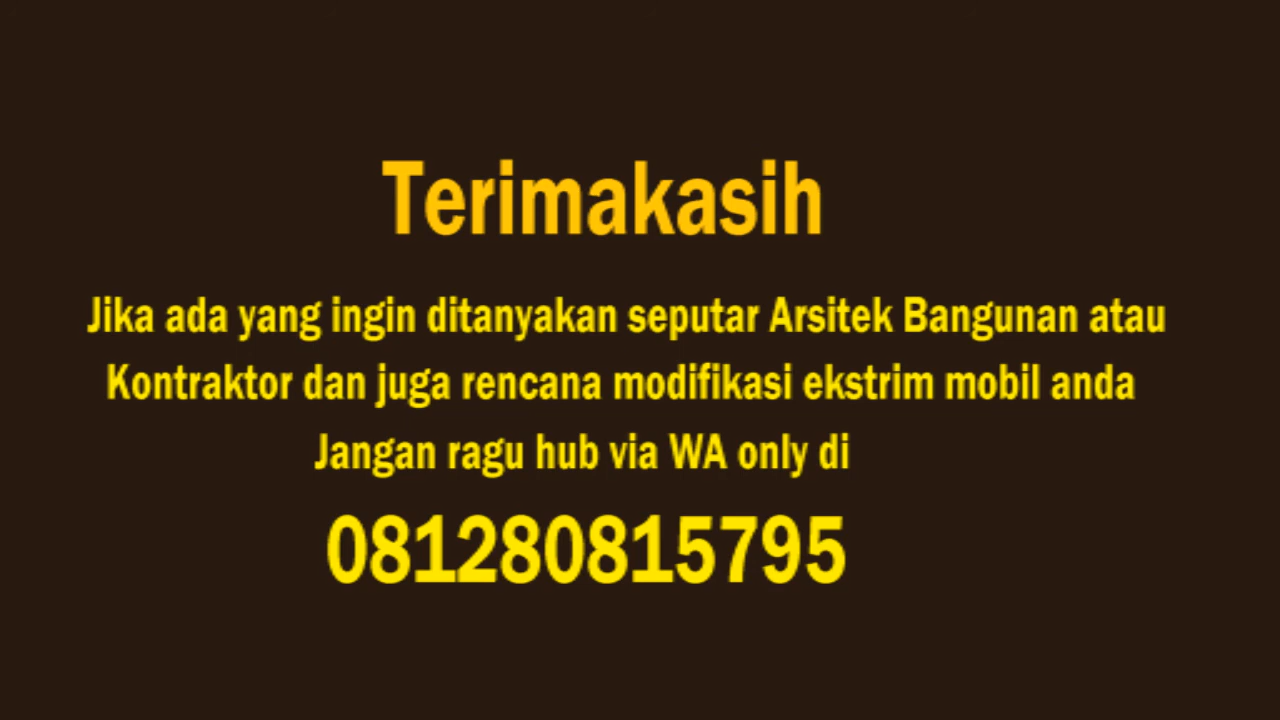 Terimakasih
Jika ada yang ingin ditanyakan seputar Arsitek Bangunan atau
Kontraktor dan juga rencana modifikasi ekstrim mobil anda
Jangan ragu hub via WA only di
081280815795